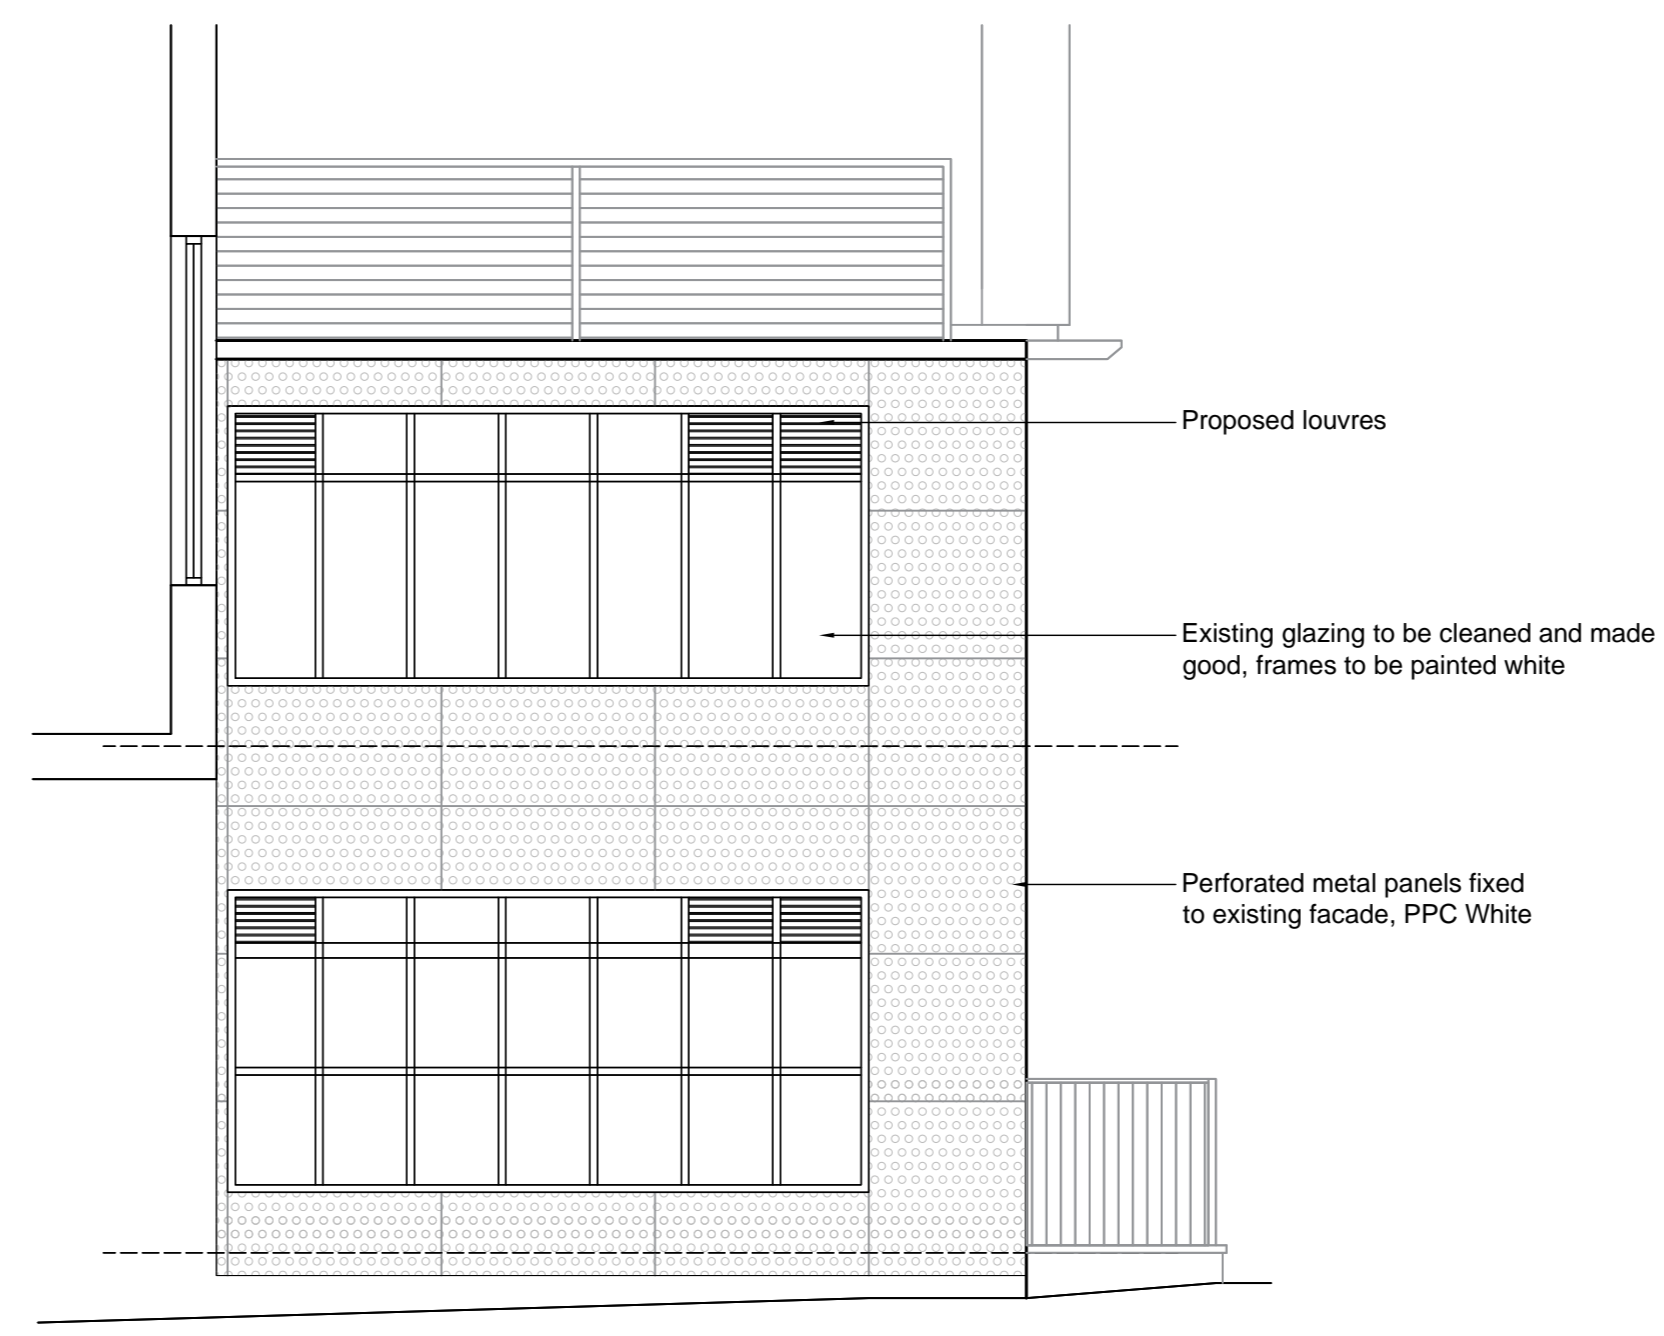 Proposed louvres
Existing glazing to be cleaned and made
good, frames to be painted white
Perforated metal panels fixed
to existing facade, PPC White